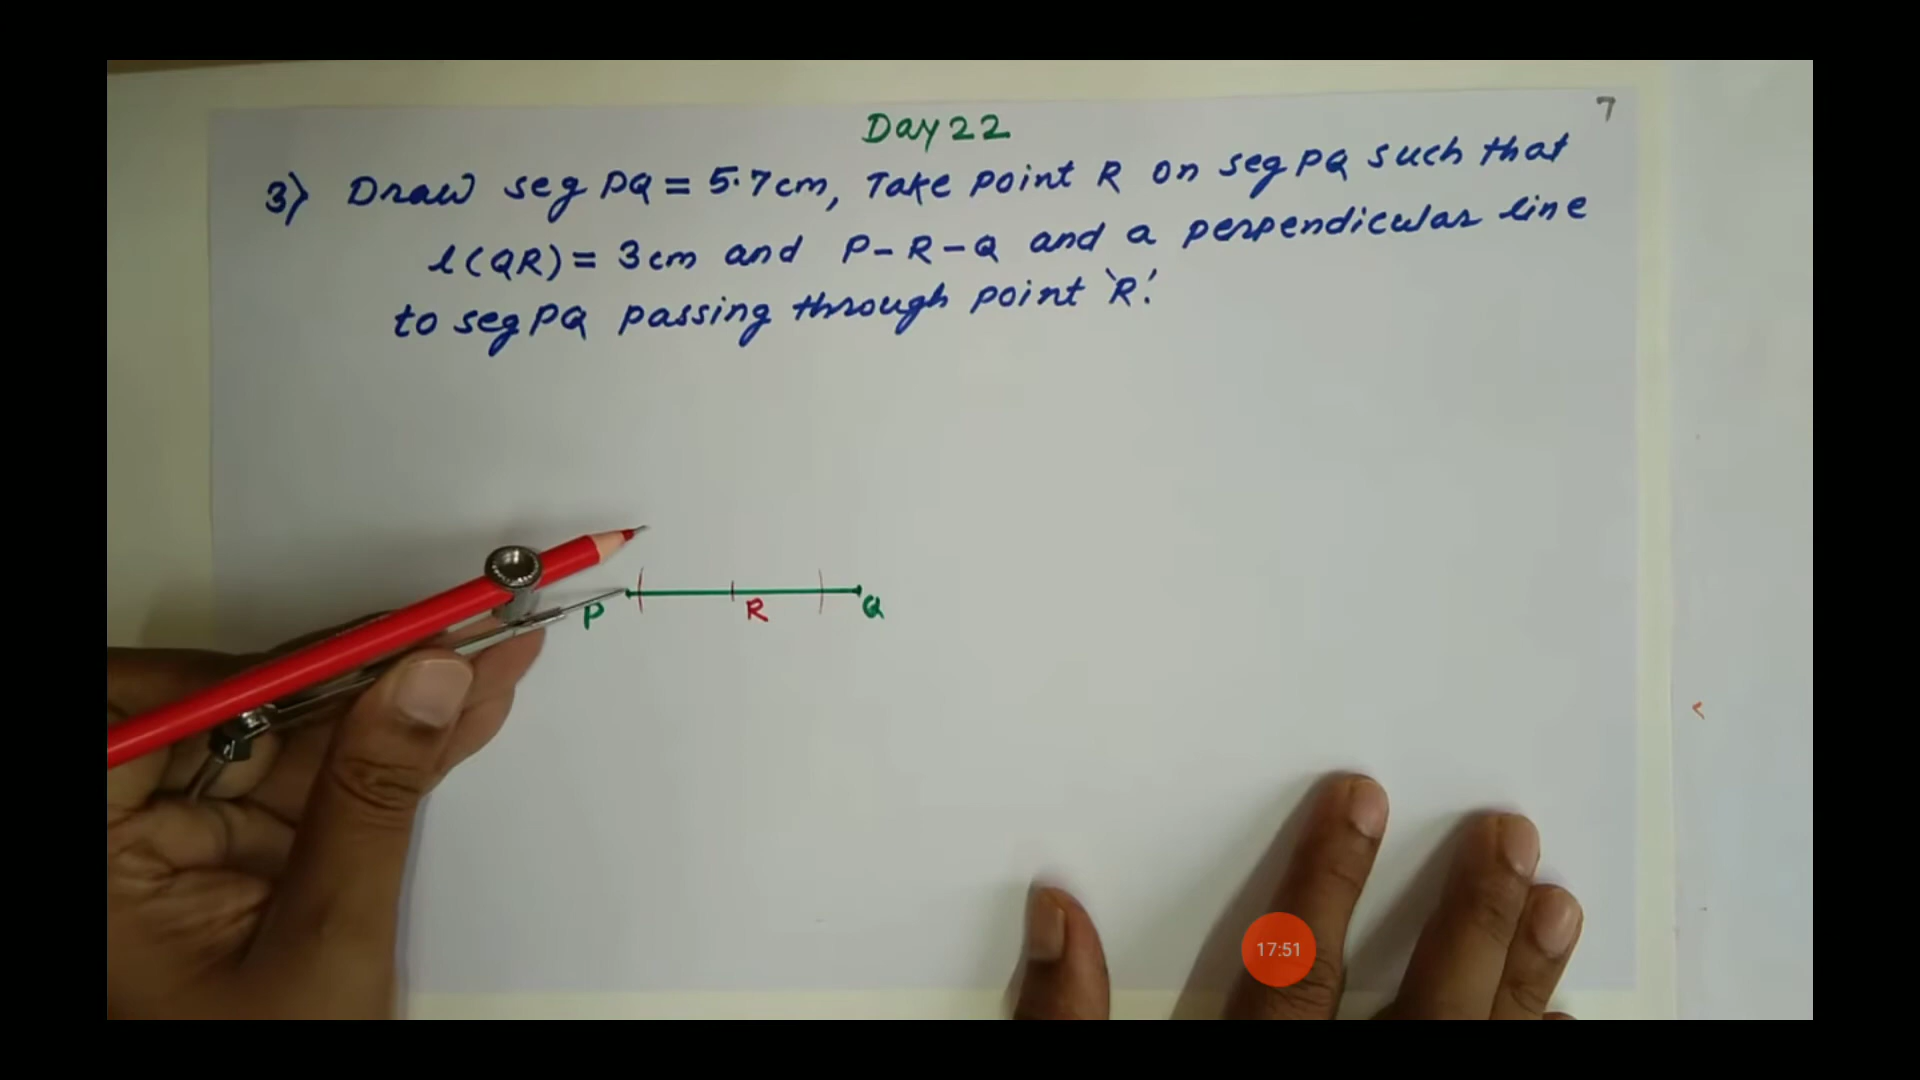 7
Day 22
3) Draw seg PQ = 5.7cm, Take point R on seg PQ such that
l(QR) = 3cm and P-R-Q and a perpendicular line
to seg PQ passing through point 'R'.
P R Q
17:51